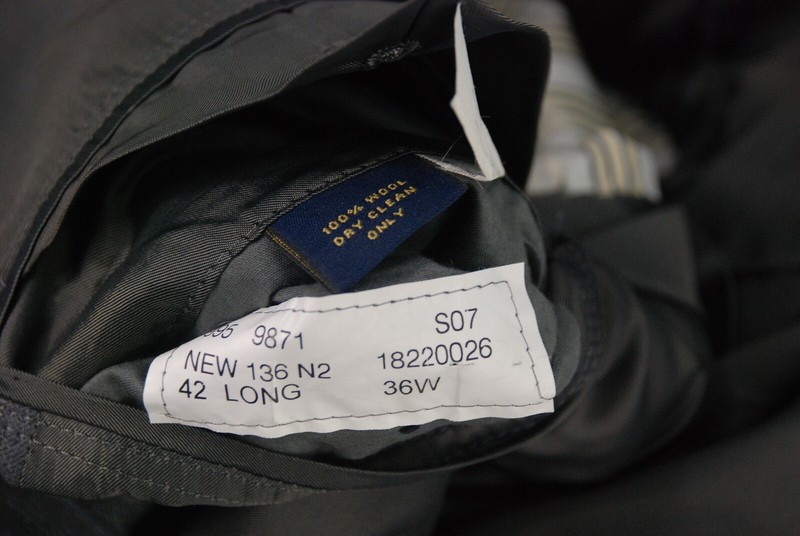 100% WOOL
DRY CLEAN
ONLY
9871 S07
NEW 136 N2 18220026
42 LONG 36W